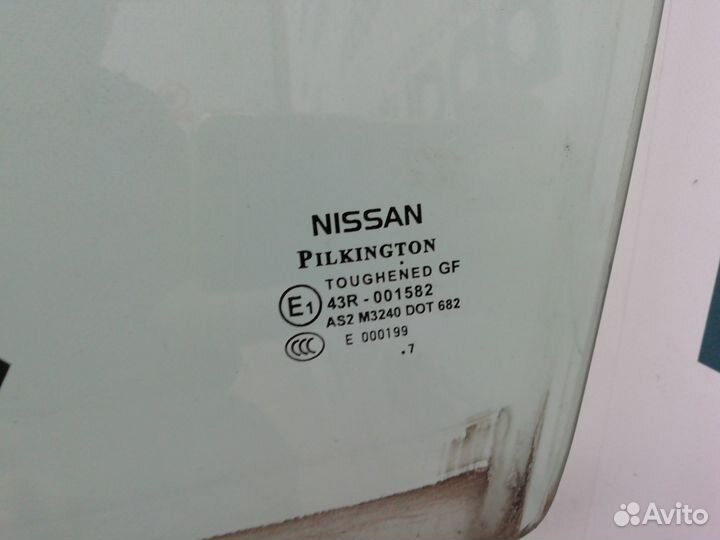 NISSAN
PILKINGTON
TOUGHENED GF
E1 43R - 001582
AS2 M3240 DOT 682
CCC E 000199
.7
Avito